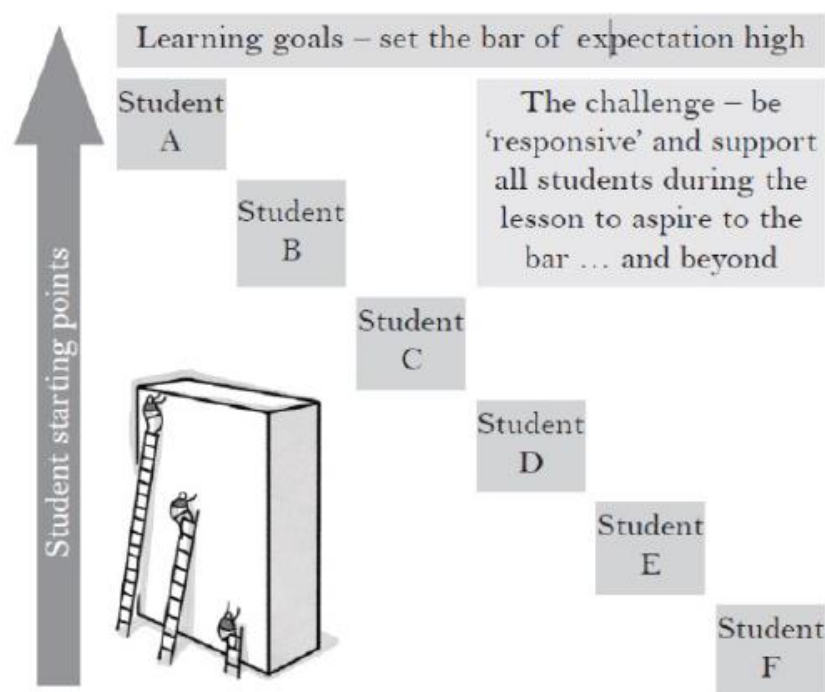 Learning goals – set the bar of expectation high
Student
A
The challenge – be
‘responsive’ and support
all students during the
lesson to aspire to the
bar … and beyond
Student
B
Student
C
Student
D
Student
E
Student
F
Student starting points